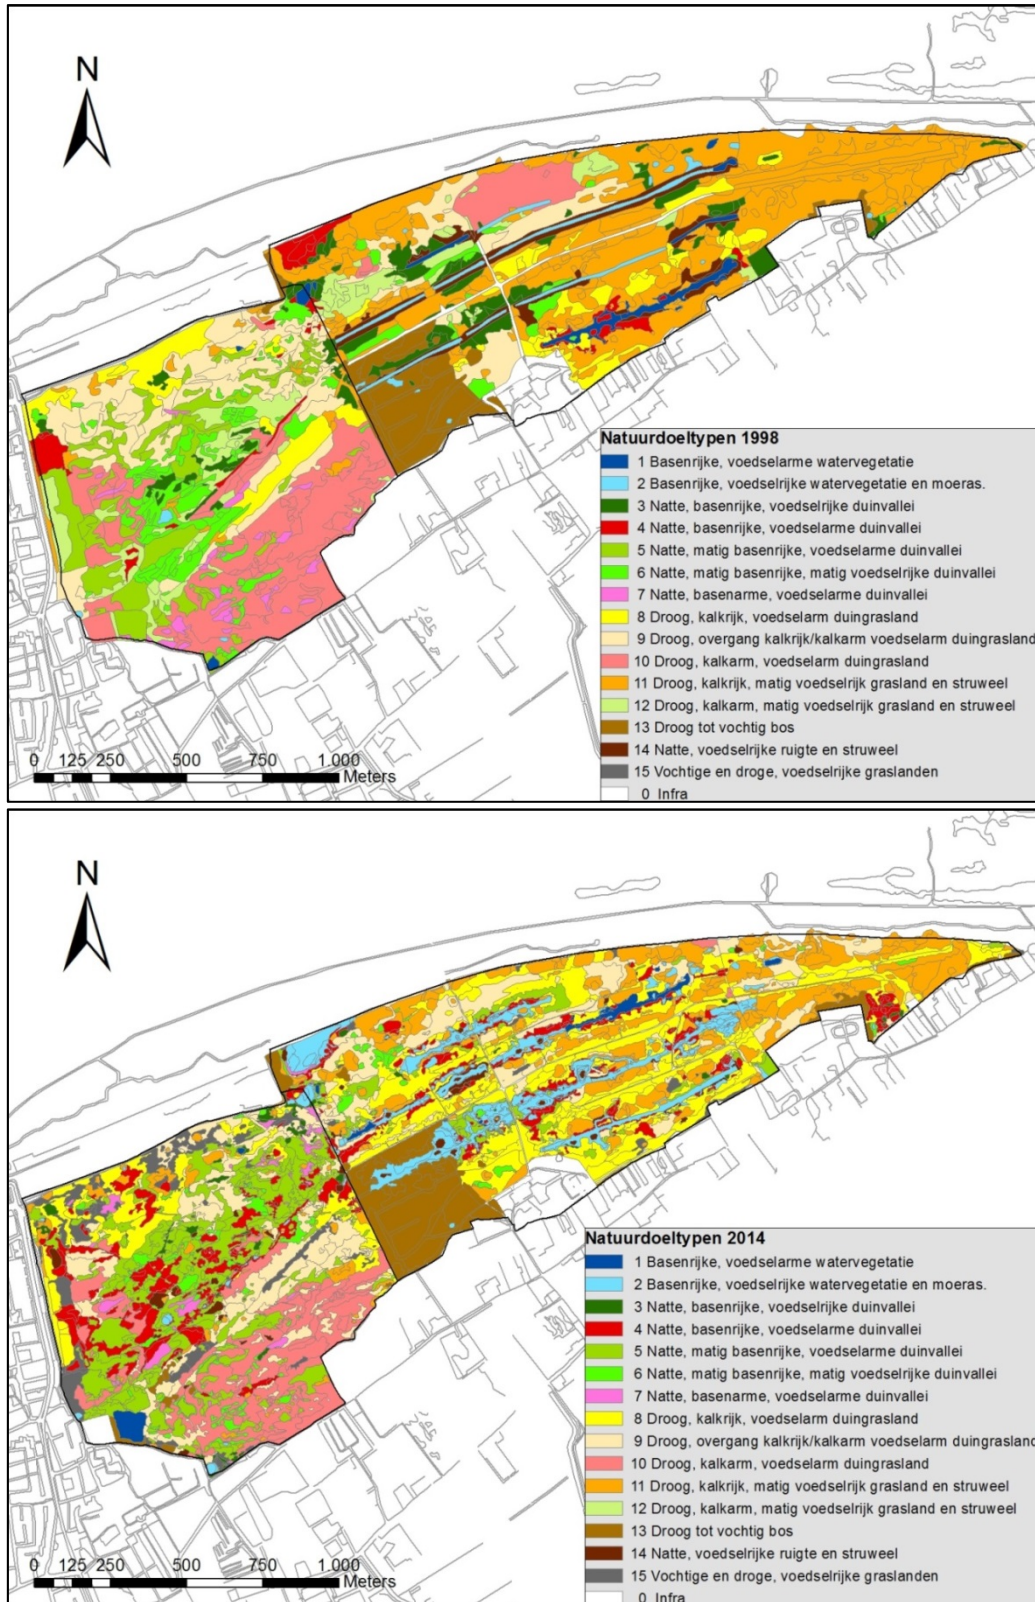 N
Natuurdoeltypen 1998
1 Basenrijke, voedselarme watervegetatie
2 Basenrijke, voedselrijke watervegetatie en moeras.
3 Natte, basenrijke, voedselrijke duinvallei
4 Natte, basenrijke, voedselarme duinvallei
5 Natte, matig basenrijke, voedselarme duinvallei
6 Natte, matig basenrijke, matig voedselrijke duinvallei
7 Natte, basenarme, voedselarme duinvallei
8 Droog, kalkrijk, voedselarm duingrasland
9 Droog, overgang kalkrijk/kalkarm voedselarm duingrasland
10 Droog, kalkarm, voedselarm duingrasland
11 Droog, kalkrijk, matig voedselrijk grasland en struweel
12 Droog, kalkarm, matig voedselrijk grasland en struweel
13 Droog tot vochtig bos
14 Natte, voedselrijke ruigte en struweel
15 Vochtige en droge, voedselrijke graslanden
0 Infra
0 125 250 500 750 1.000
Meters
N
Natuurdoeltypen 2014
1 Basenrijke, voedselarme watervegetatie
2 Basenrijke, voedselrijke watervegetatie en moeras.
3 Natte, basenrijke, voedselrijke duinvallei
4 Natte, basenrijke, voedselarme duinvallei
5 Natte, matig basenrijke, voedselarme duinvallei
6 Natte, matig basenrijke, matig voedselrijke duinvallei
7 Natte, basenarme, voedselarme duinvallei
8 Droog, kalkrijk, voedselarm duingrasland
9 Droog, overgang kalkrijk/kalkarm voedselarm duingrasland
10 Droog, kalkarm, voedselarm duingrasland
11 Droog, kalkrijk, matig voedselrijk grasland en struweel
12 Droog, kalkarm, matig voedselrijk grasland en struweel
13 Droog tot vochtig bos
14 Natte, voedselrijke ruigte en struweel
15 Vochtige en droge, voedselrijke graslanden
0 Infra
0 125 250 500 750 1.000
Meters